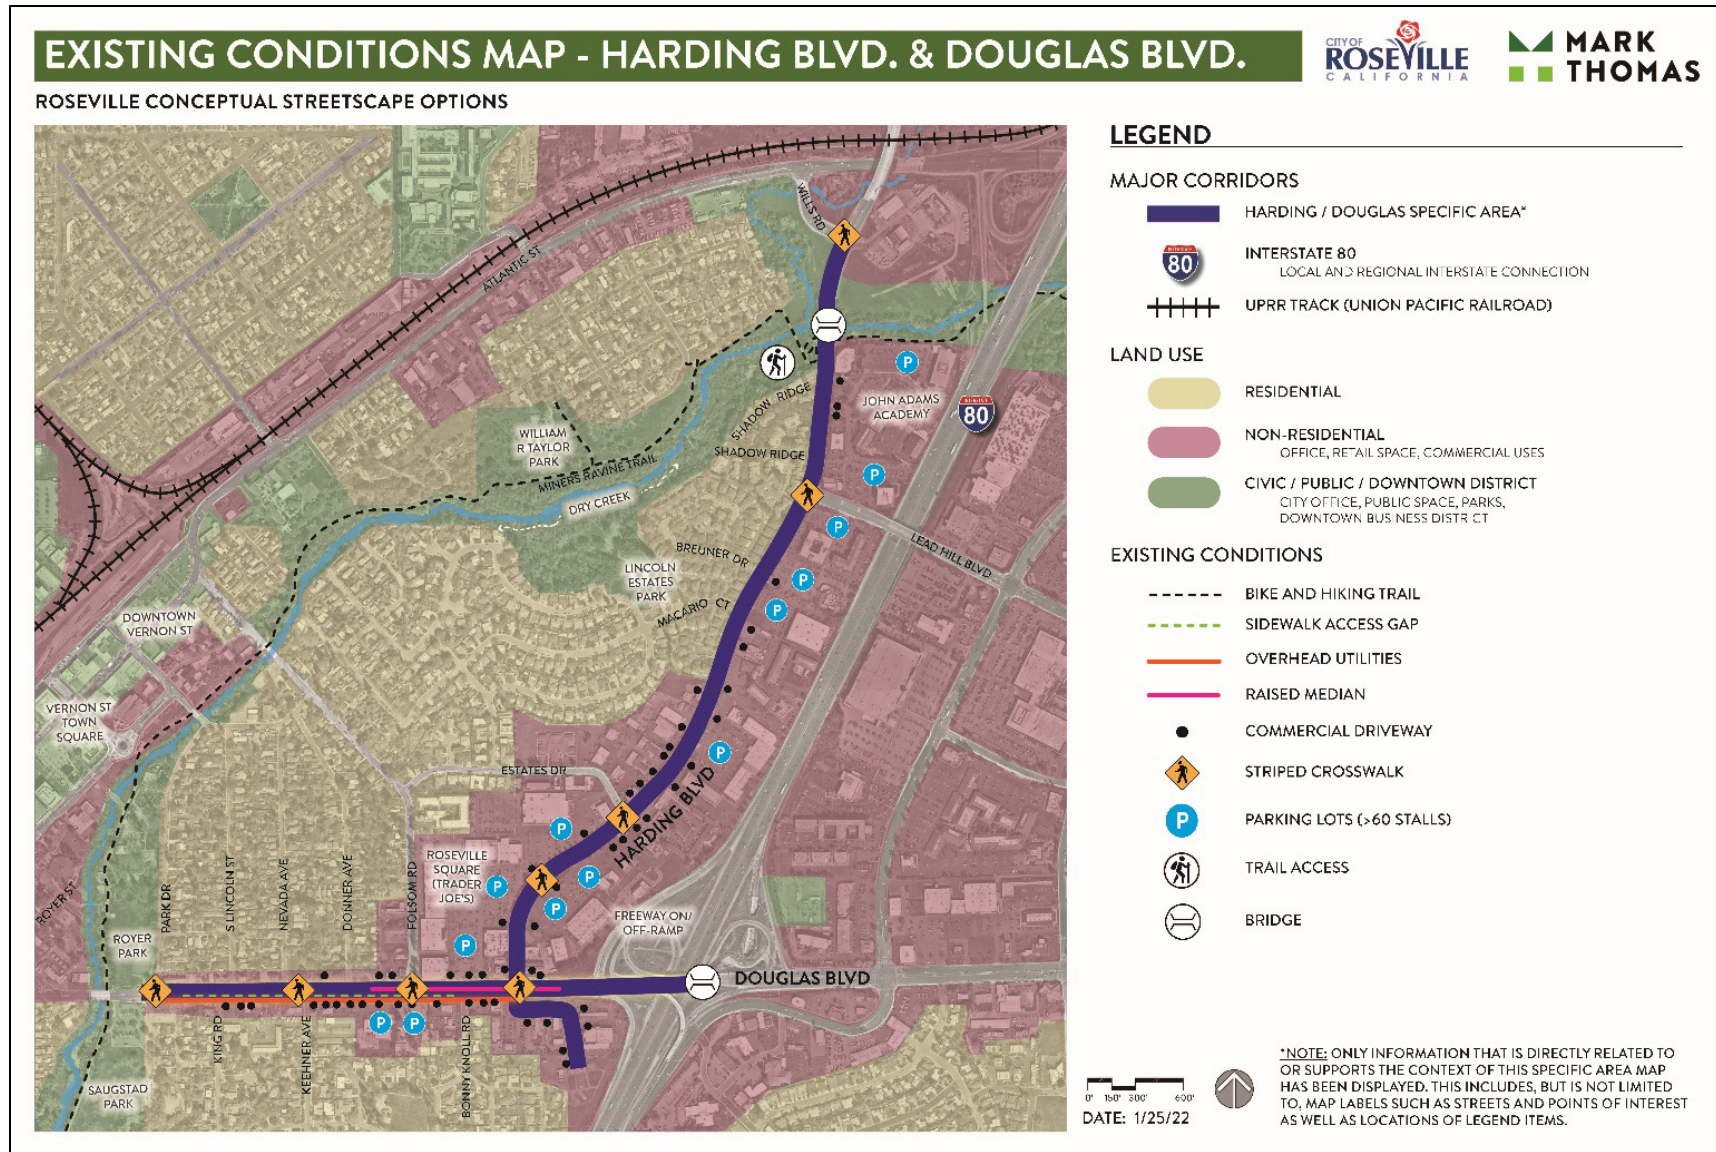 EXISTING CONDITIONS MAP - HARDING BLVD. & DOUGLAS BLVD.
CITY OF
ROSEVILLE
CALIFORNIA
MARK
THOMAS
ROSEVILLE CONCEPTUAL STREETSCAPE OPTIONS
WILLS RD
ATLANTIC ST
P
JOHN ADAMS
ACADEMY
80
SHADOW RIDGE
SHADOW RIDGE
WILLIAM
R TAYLOR
PARK
MINERS RAVINE TRAIL
DRY CREEK
P
P
LEAD HILL BLVD
BREUNER DR
LINCOLN
ESTATES
PARK
MACARIO CT
P
P
DOWNTOWN
VERNON ST
VERNON ST
TOWN
SQUARE
P
ESTATES DR
HARDING BLVD
P
ROSEVILLE
SQUARE
(TRADER
JOE'S)
P
P
P
P
FREEWAY ON/
OFF-RAMP
ROYER ST
ROYER
PARK
PARK DR
S LINCOLN ST
NEVADA AVE
DONNER AVE
FOLSOM RD
DOUGLAS BLVD
P
P
KING RD
KEEHNER AVE
BONNY KNOLL RD
SAUGSTAD
PARK
LEGEND
MAJOR CORRIDORS
HARDING / DOUGLAS SPECIFIC AREA*
80
INTERSTATE 80
LOCAL AND REGIONAL INTERSTATE CONNECTION
UPRR TRACK (UNION PACIFIC RAILROAD)
LAND USE
RESIDENTIAL
NON-RESIDENTIAL
OFFICE, RETAIL SPACE, COMMERCIAL USES
CIVIC / PUBLIC / DOWNTOWN DISTRICT
CITY OFFICE, PUBLIC SPACE, PARKS,
DOWNTOWN BUSINESS DISTR CT
EXISTING CONDITIONS
BIKE AND HIKING TRAIL
SIDEWALK ACCESS GAP
OVERHEAD UTILITIES
RAISED MEDIAN
COMMERCIAL DRIVEWAY
STRIPED CROSSWALK
P
PARKING LOTS (>60 STALLS)
TRAIL ACCESS
BRIDGE
0' 150' 300' 600'
DATE: 1/25/22
*NOTE: ONLY INFORMATION THAT IS DIRECTLY RELATED TO
OR SUPPORTS THE CONTEXT OF THIS SPECIFIC AREA MAP
HAS BEEN DISPLAYED. THIS INCLUDES, BUT IS NOT LIMITED
TO, MAP LABELS SUCH AS STREETS AND POINTS OF INTEREST
AS WELL AS LOCATIONS OF LEGEND ITEMS.